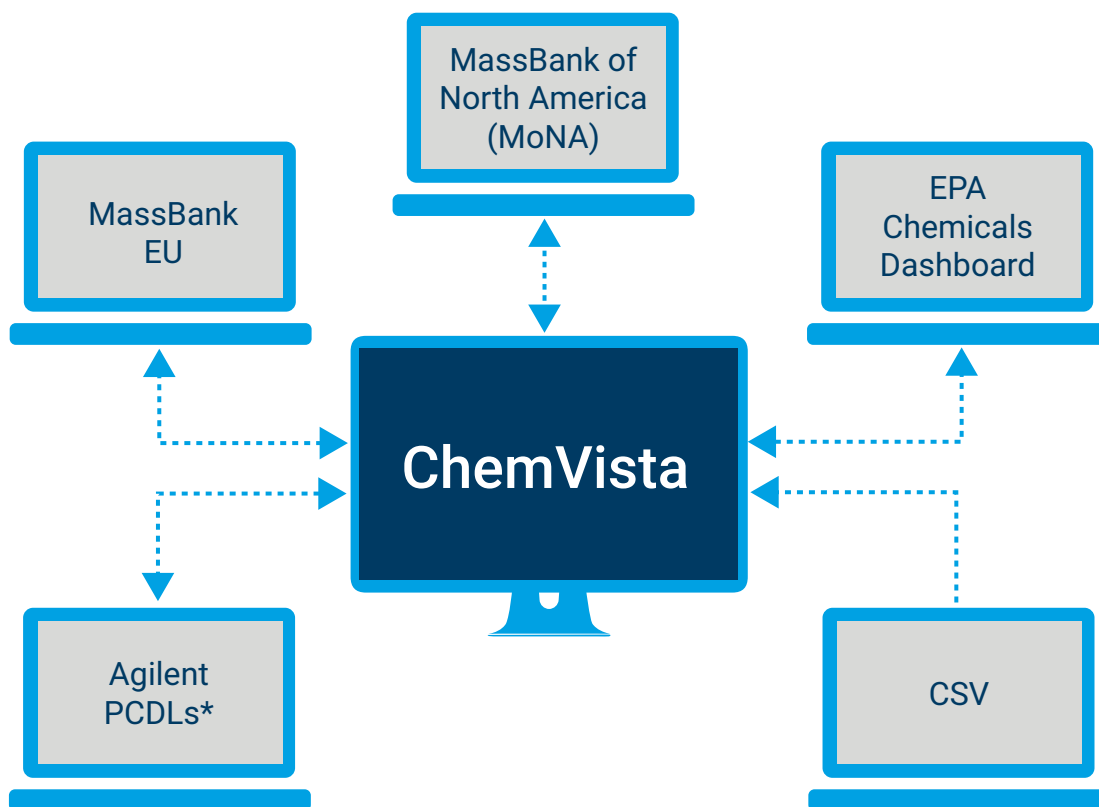 MassBank of
North America
(MoNA)
MassBank
EU
EPA
Chemicals
Dashboard
ChemVista
Agilent
PCDLs*
CSV